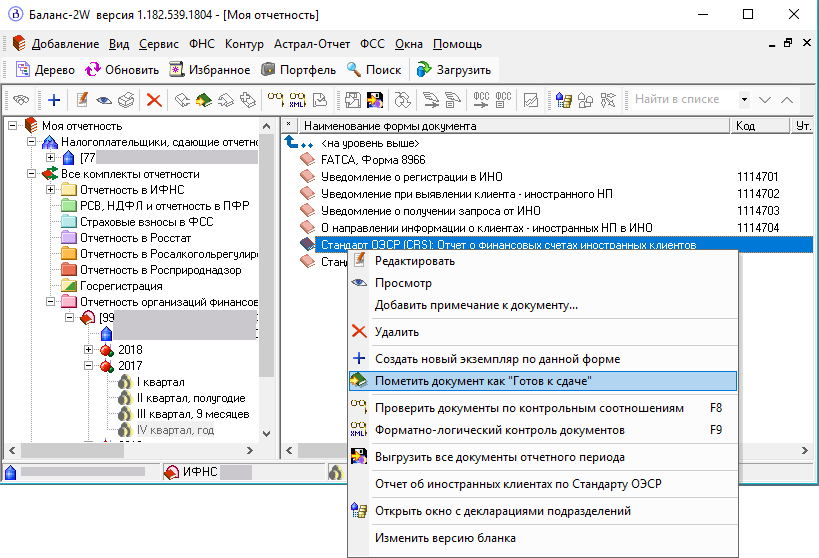 Баланс-2W версия 1.182.539.1804 - [Моя отчетность]
Добавление Вид Сервис ФНС Контур Астрал-Отчет ФСС Окна Помощь
Дерево Обновить Избранное Портфель Поиск Загрузить
XML QCC QCC Найти в списке
Моя отчетность
Налогоплательщики, сдающие отчетно
[77
Все комплекты отчетности
Отчетность в ИФНС
РСВ, НДФЛ и отчетность в ПФР
Страховые взносы в ФСС
Отчетность в Росстат
Отчетность в Росалкогольрегулиро
Отчетность в Росприроднадзор
Госрегистрация
Отчетность организаций финансов
[99
2018
2017
I квартал
II квартал, полугодие
III квартал, 9 месяцев
IV квартал, год
* Наименование формы документа Код Ут.
.. <на уровень выше>
FATCA, Форма 8966
Уведомление о регистрации в ИНО 1114701
Уведомление при выявлении клиента - иностранного НП 1114702
Уведомление о получении запроса от ИНО 1114703
О направлении информации о клиентах - иностранных НП в ИНО 1114704
Стандарт ОЭСР (CRS): Отчет о финансовых счетах иностранных клиентов
Станд
Редактировать
Просмотр
Добавить примечание к документу...
Удалить
Создать новый экземпляр по данной форме
Пометить документ как "Готов к сдаче"
Проверить документы по контрольным соотношениям F8
XML Форматно-логический контроль документов F9
Выгрузить все документы отчетного периода
Отчет об иностранных клиентах по Стандарту ОЭСР
Открыть окно с декларациями подразделений
Изменить версию бланка
ИФНС